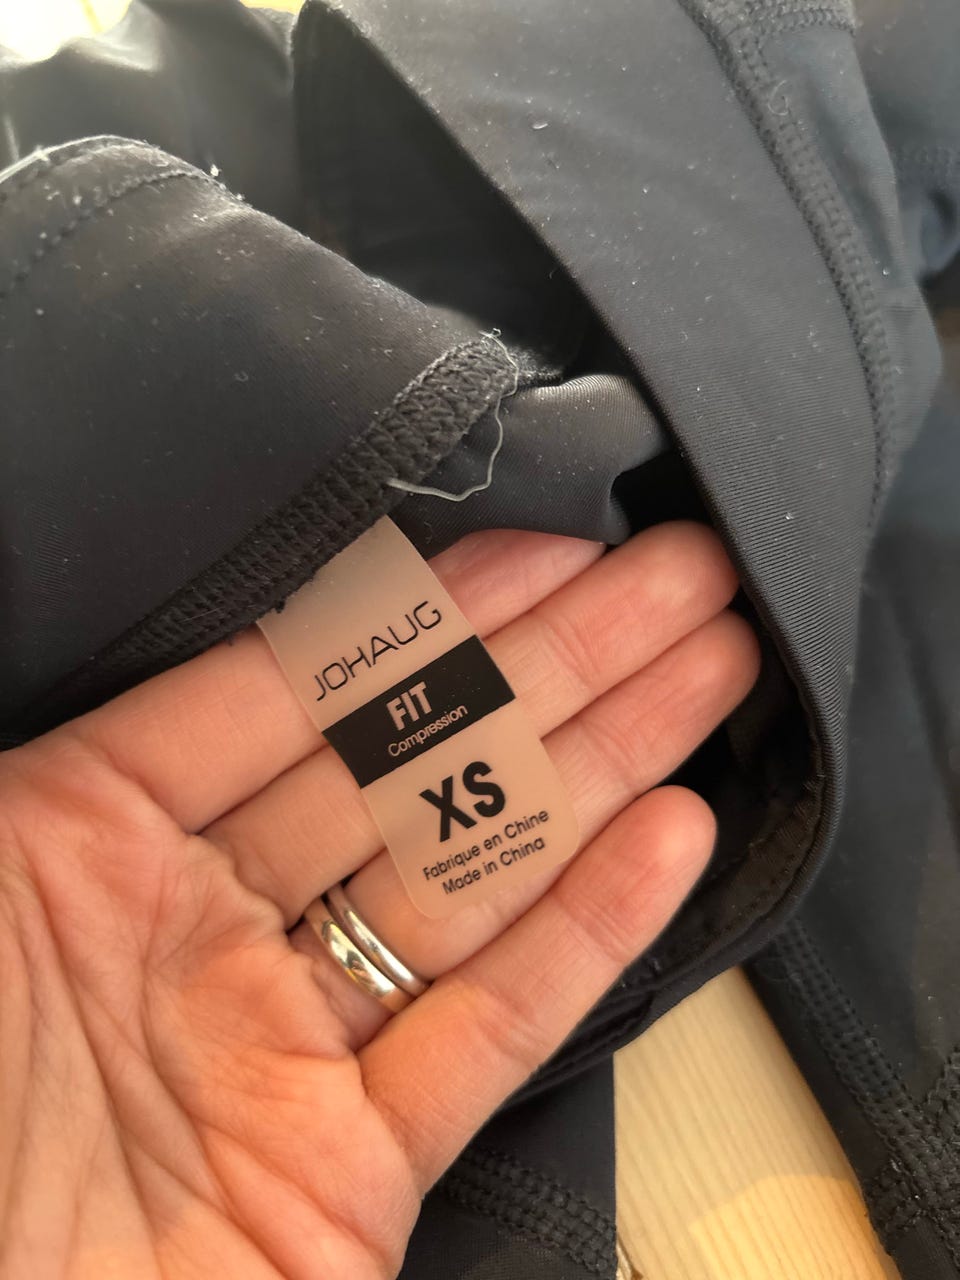 JOHAUG
FIT
Compression
XS
Fabrique en Chine
Made in China